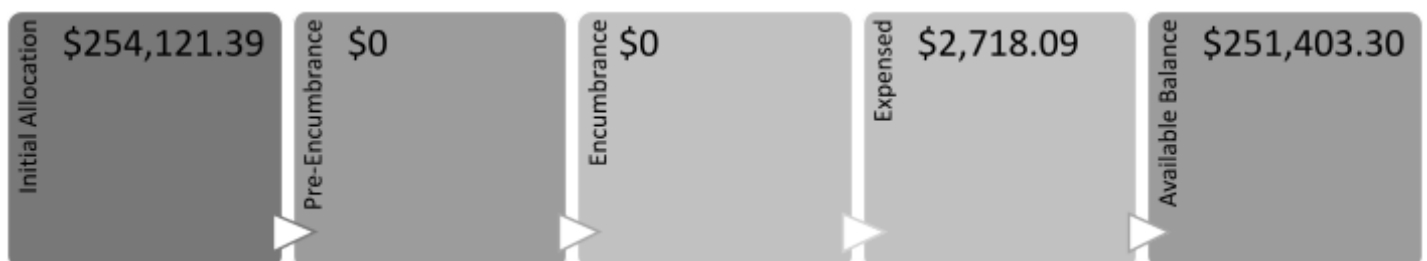 Initial Allocation
$254,121.39
Pre-Encumbrance
$0
Encumbrance
$0
Expensed
$2,718.09
Available Balance
$251,403.30